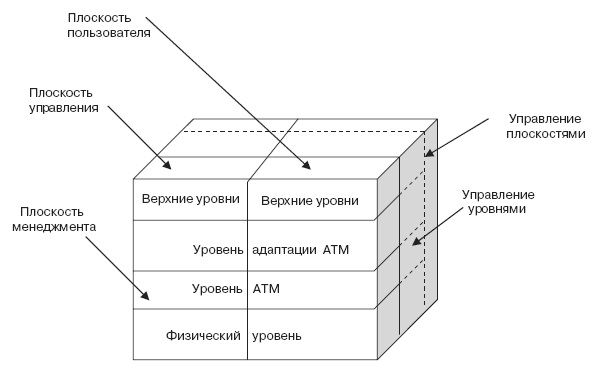 Плоскость
пользователя
Плоскость
управления
Управление
плоскостями
Верхние уровни
Верхние уровни
Управление
уровнями
Плоскость
менеджмента
Уровень адаптации АТМ
Уровень АТМ
Физический уровень